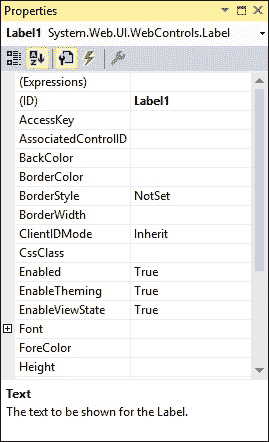 Properties
Label1 System.Web.UI.WebControls.Label
(Expressions)
(ID) Label1
AccessKey
AssociatedControlID
BackColor
BorderColor
BorderStyle NotSet
BorderWidth
ClientIDMode Inherit
CssClass
Enabled True
EnableTheming True
EnableViewState True
Font
ForeColor
Height
Text
The text to be shown for the Label.